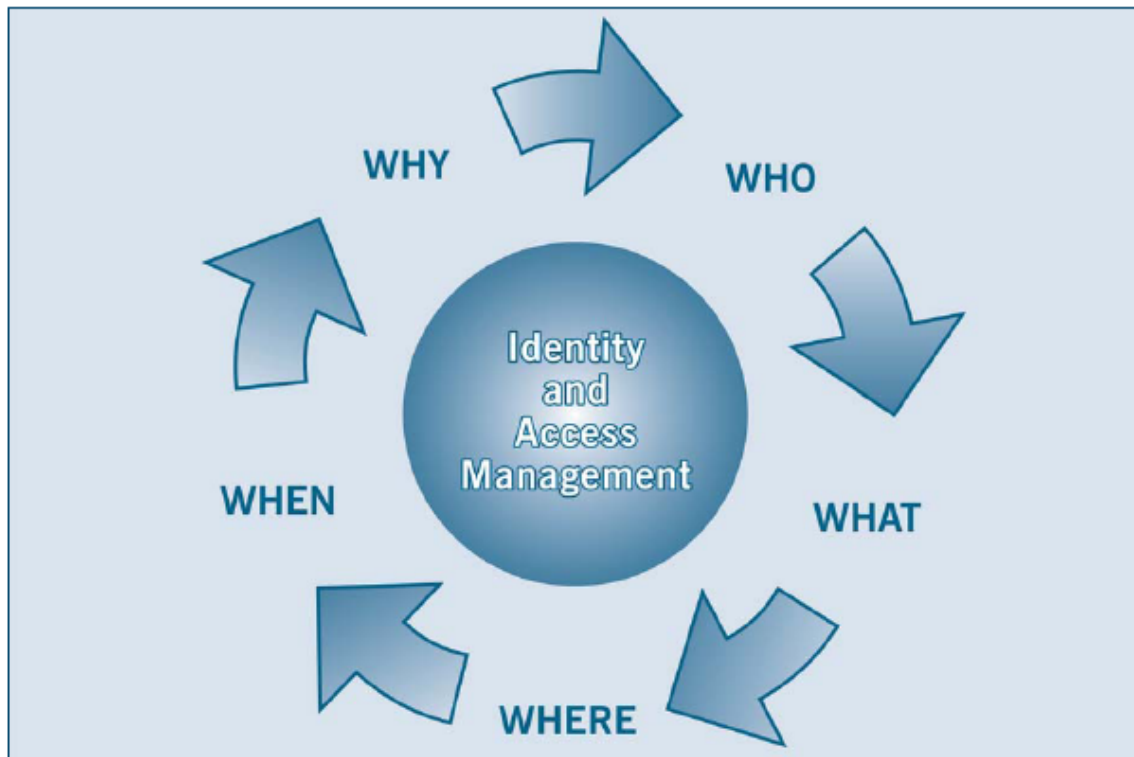 WHY
WHO
Identity
and
Access
Management
WHEN
WHAT
WHERE